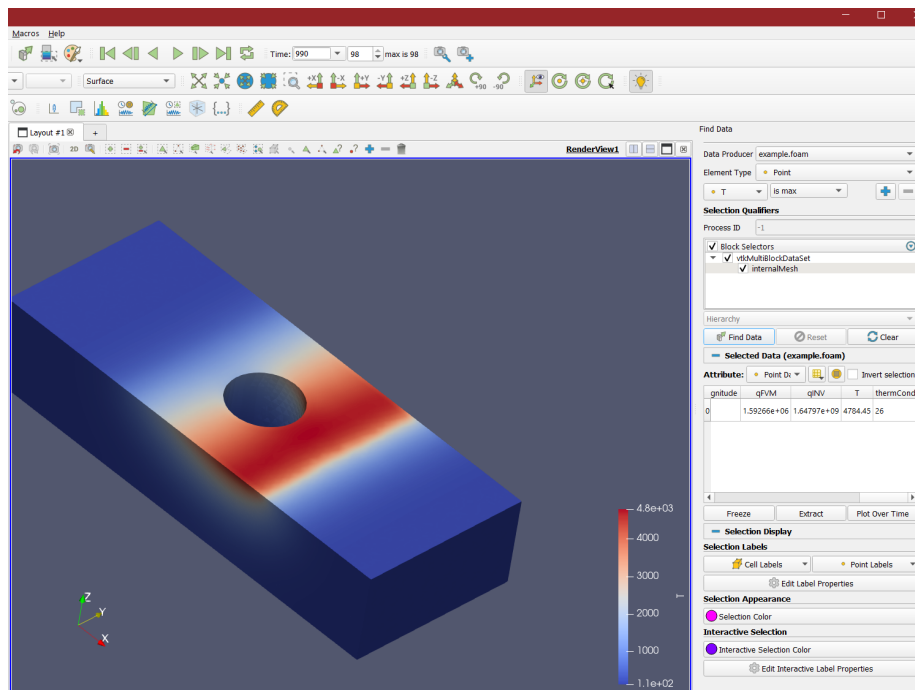 Macros Help
Time: 990 98 max is 98
Surface
+X -X +Y -Y +Z -Z +90 -90
{...}
Layout #1 +
2D RenderView1
Find Data
Data Producer example.foam
Element Type Point
T is max
Selection Qualifiers
Process ID -1
Block Selectors
vtkMultiBlockDataSet
internalMesh
Hierarchy
Find Data Reset Clear
Selected Data (example.foam)
Attribute: Point Da Invert selection
gnitude qFVM qINV T thermCond
0 1.59266e+06 1.64797e+09 4784.45 26
Freeze Extract Plot Over Time
Selection Display
Selection Labels
Cell Labels Point Labels
Edit Label Properties
Selection Appearance
Selection Color
Interactive Selection
Interactive Selection Color
Edit Interactive Label Properties
4.8e+03
4000
3000
T
2000
1000
1.1e+02
Z
Y
X